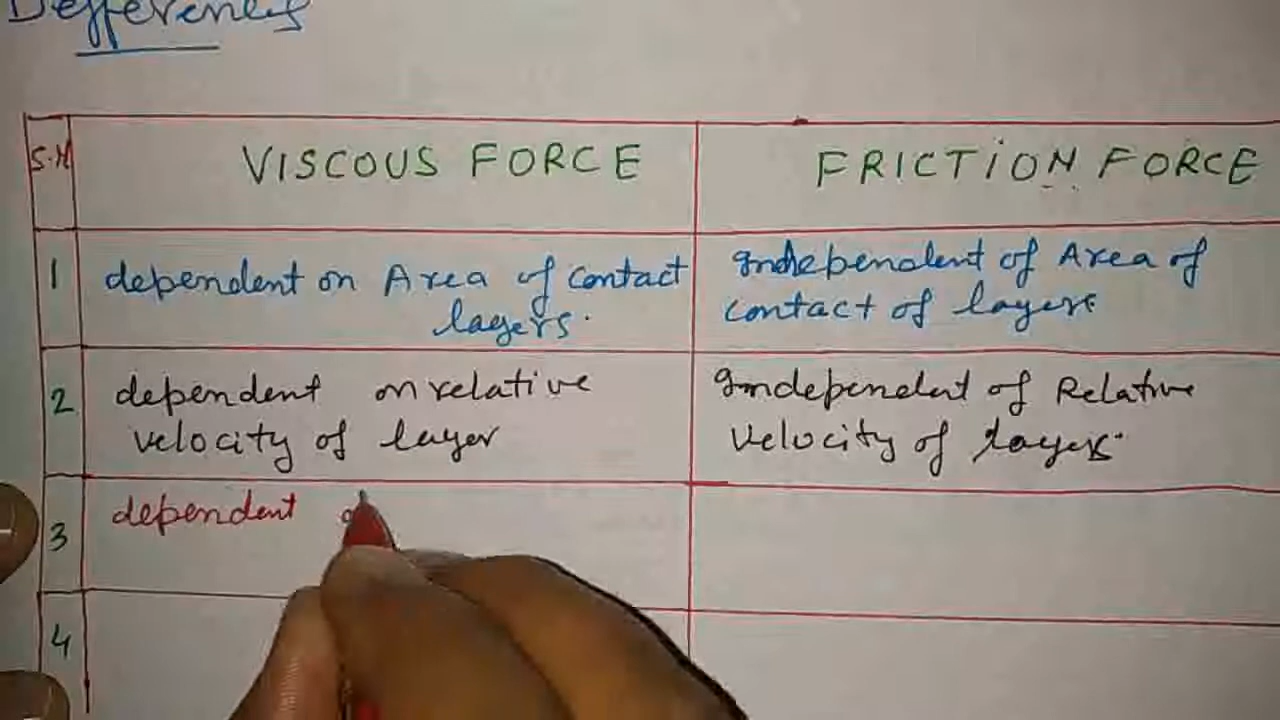 Differences
S.N VISCOUS FORCE FRICTION FORCE
1 dependent on Area of contact
layers.
Independent of Area of
contact of layers
2 dependent on relative
velocity of layer
Independent of Relative
Velocity of layers.
3 dependent
4